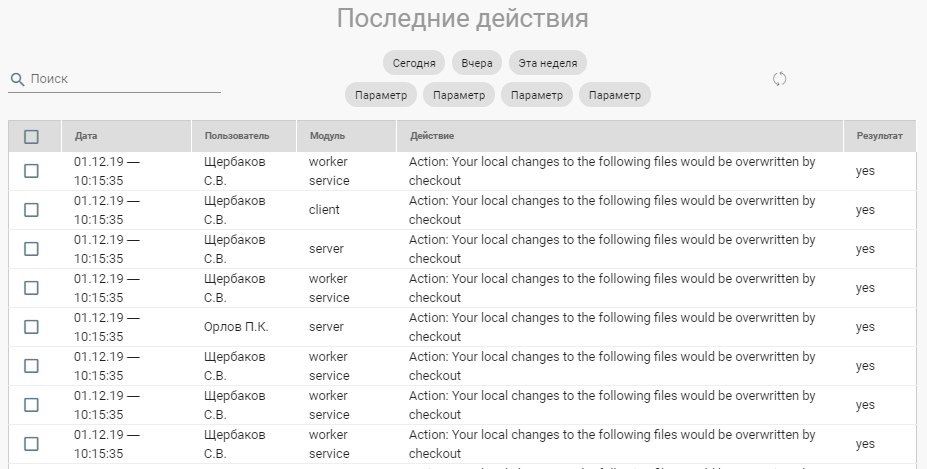 Последние действия
Сегодня Вчера Эта неделя
Поиск
Параметр Параметр Параметр Параметр
Дата Пользователь Модуль Действие Результат
01.12.19 — Щербаков worker Action: Your local changes to the following files would be overwritten by
10:15:35 С.В. service checkout yes
01.12.19 — Щербаков client Action: Your local changes to the following files would be overwritten by
10:15:35 С.В. checkout yes
01.12.19 — Щербаков server Action: Your local changes to the following files would be overwritten by
10:15:35 С.В. checkout yes
01.12.19 — Щербаков worker Action: Your local changes to the following files would be overwritten by
10:15:35 С.В. service checkout yes
01.12.19 — Орлов П.К. server Action: Your local changes to the following files would be overwritten by
10:15:35 checkout yes
01.12.19 — Щербаков worker Action: Your local changes to the following files would be overwritten by
10:15:35 С.В. service checkout yes
01.12.19 — Щербаков worker Action: Your local changes to the following files would be overwritten by
10:15:35 С.В. service checkout yes
01.12.19 — Щербаков worker Action: Your local changes to the following files would be overwritten by
10:15:35 С.В. service checkout yes